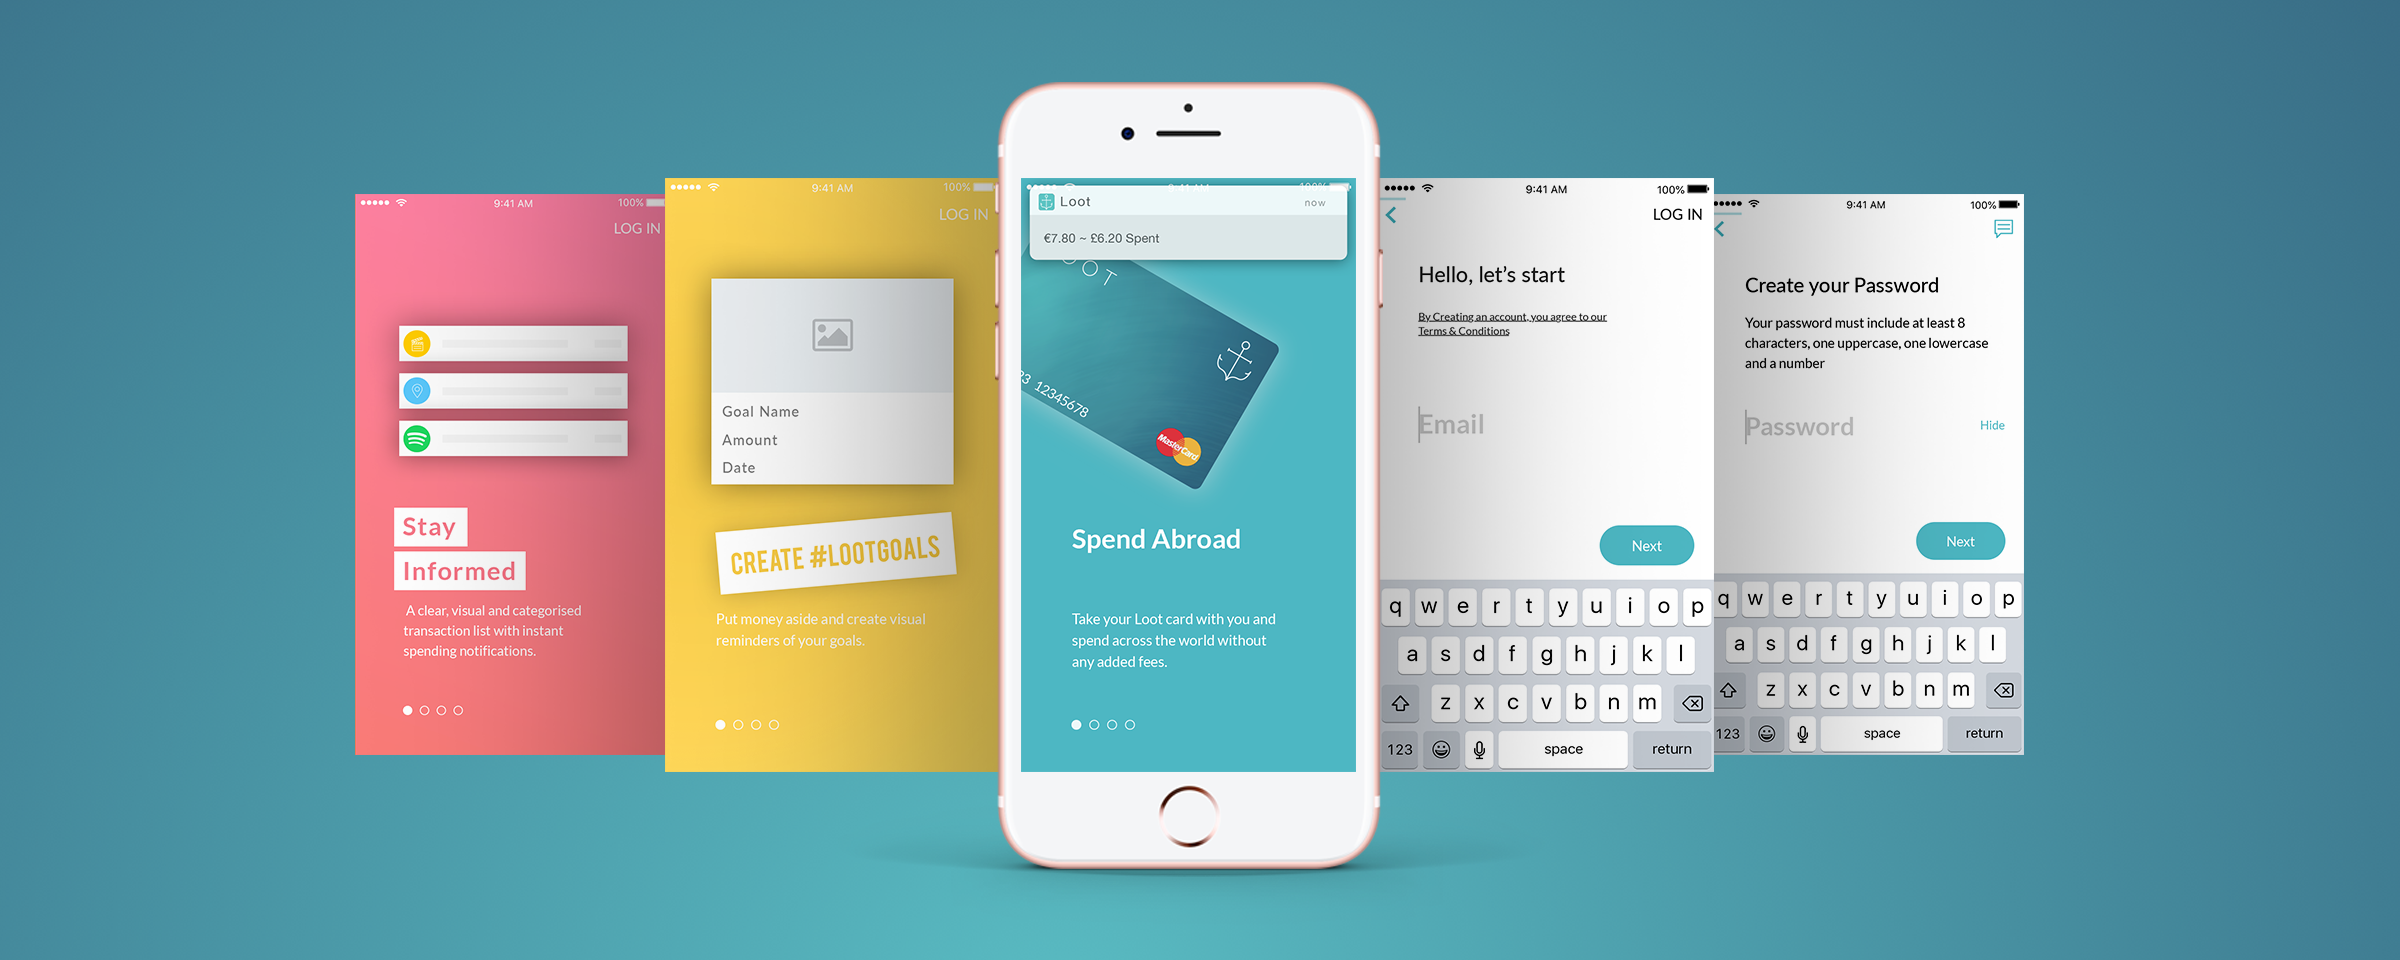 9:41 AM
100%
LOG IN
Stay
Informed
A clear, visual and categorised
transaction list with instant
spending notifications.
9:41 AM
100%
LOG IN
Goal Name
Amount
Date
CREATE #LOOTGOALS
Put money aside and create visual
reminders of your goals.
9:41 AM
100%
Loot
now
€7.80 ~ £6.20 Spent
OOT
23 12345678
MasterCard
Spend Abroad
Take your Loot card with you and
spend across the world without
any added fees.
9:41 AM
100%
LOG IN
Hello, let’s start
By Creating an account, you agree to our
Terms & Conditions
Email
Next
q w e r t y u i o p
a s d f g h j k l
z x c v b n m
123
space
return
9:41 AM
100%
Create your Password
Your password must include at least 8
characters, one uppercase, one lowercase
and a number
Password
Hide
Next
q w e r t y u i o p
a s d f g h j k l
z x c v b n m
123
space
return